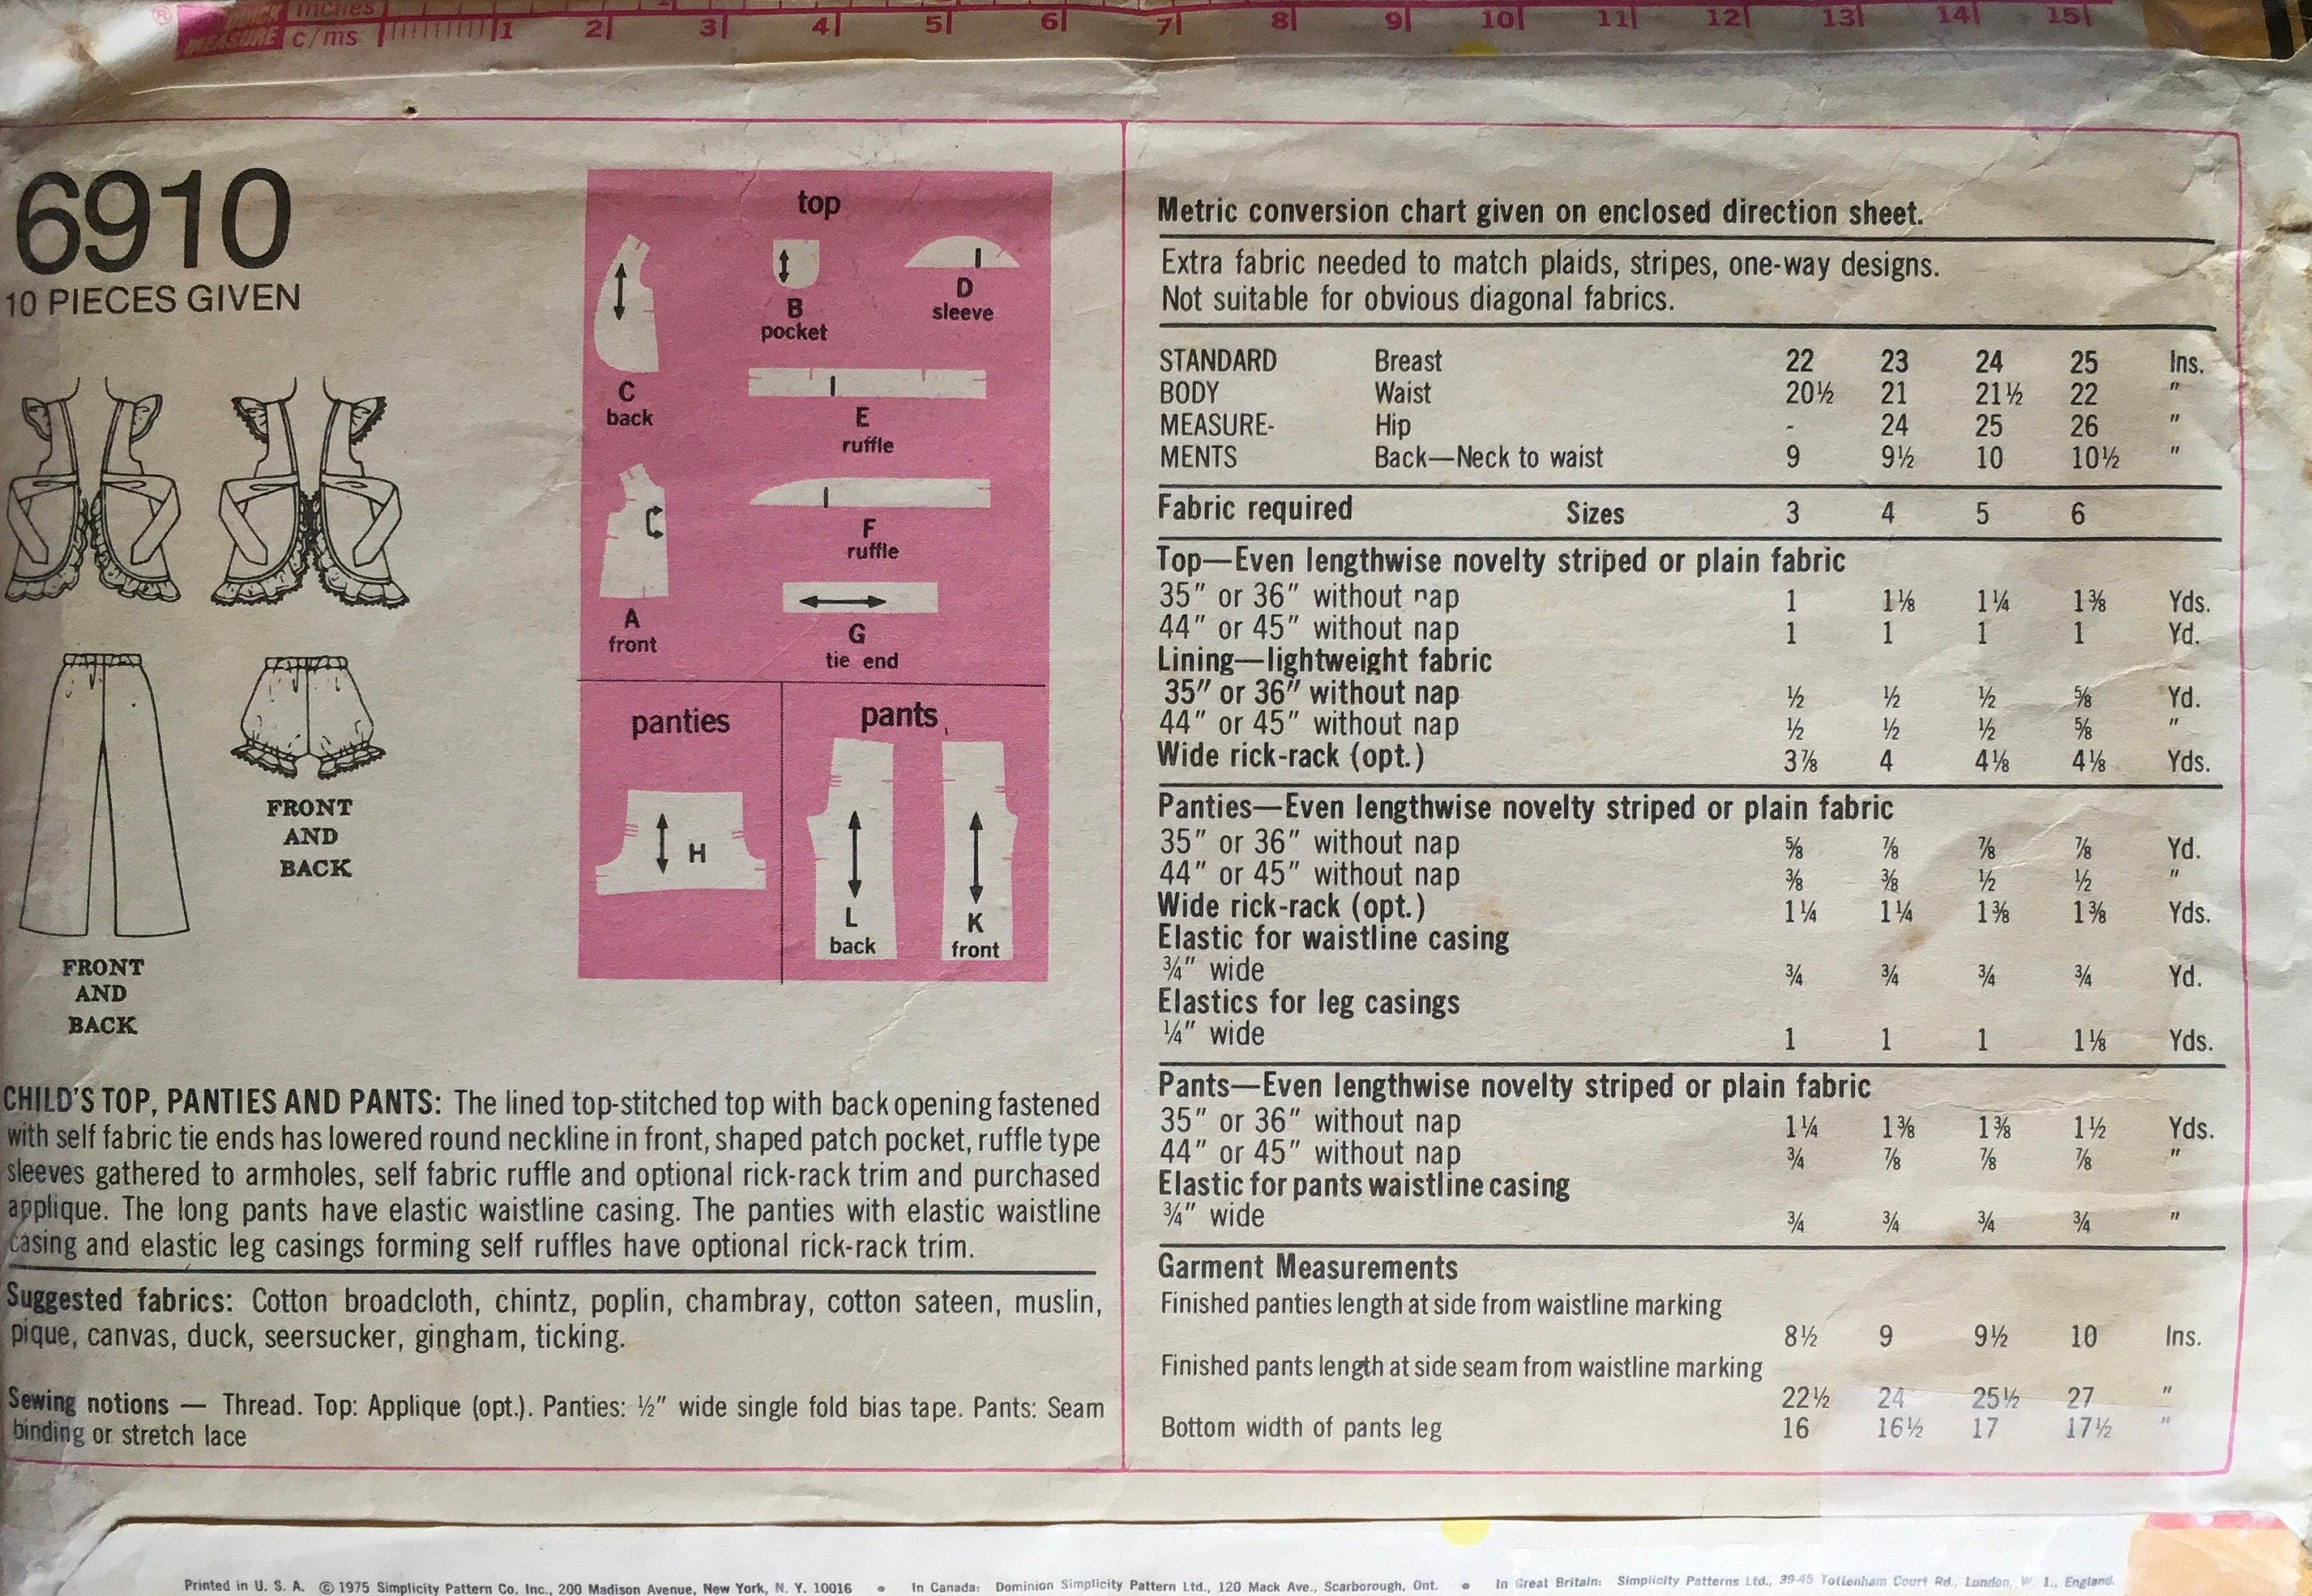 ® QUICK MEASURE inches 1 2 3 4 5 6 7 8 9 10 11 12 13 14 15
c/ms
6910
10 PIECES GIVEN
FRONT
AND
BACK
FRONT
AND
BACK
top
C
back
B
pocket
D
sleeve
E
ruffle
A
front
F
ruffle
G
tie end
panties
H
pants
L
back
K
front
CHILD'S TOP, PANTIES AND PANTS: The lined top-stitched top with back opening fastened
with self fabric tie ends has lowered round neckline in front, shaped patch pocket, ruffle type
sleeves gathered to armholes, self fabric ruffle and optional rick-rack trim and purchased
applique. The long pants have elastic waistline casing. The panties with elastic waistline
casing and elastic leg casings forming self ruffles have optional rick-rack trim.
Suggested fabrics: Cotton broadcloth, chintz, poplin, chambray, cotton sateen, muslin,
pique, canvas, duck, seersucker, gingham, ticking.
Sewing notions — Thread. Top: Applique (opt.). Panties: ½" wide single fold bias tape. Pants: Seam
binding or stretch lace
Metric conversion chart given on enclosed direction sheet.
Extra fabric needed to match plaids, stripes, one-way designs.
Not suitable for obvious diagonal fabrics.
STANDARD Breast 22 23 24 25 Ins.
BODY Waist 20½ 21 21½ 22 "
MEASURE- Hip - 24 25 26 "
MENTS Back—Neck to waist 9 9½ 10 10½ "
Fabric required Sizes 3 4 5 6
Top—Even lengthwise novelty striped or plain fabric
35" or 36" without nap 1 1⅛ 1¼ 1⅜ Yds.
44" or 45" without nap 1 1 1 1 Yd.
Lining—lightweight fabric
35" or 36" without nap ½ ½ ½ ⅝ Yd.
44" or 45" without nap ½ ½ ½ ⅝ "
Wide rick-rack (opt.) 3⅞ 4 4⅛ 4⅛ Yds.
Panties—Even lengthwise novelty striped or plain fabric
35" or 36" without nap ⅝ ⅞ ⅞ ⅞ Yd.
44" or 45" without nap ⅜ ⅜ ½ ½ "
Wide rick-rack (opt.) 1¼ 1¼ 1⅜ 1⅜ Yds.
Elastic for waistline casing
¾" wide ¾ ¾ ¾ ¾ Yd.
Elastics for leg casings
¼" wide 1 1 1 1⅛ Yds.
Pants—Even lengthwise novelty striped or plain fabric
35" or 36" without nap 1¼ 1⅜ 1⅜ 1½ Yds.
44" or 45" without nap ¾ ⅞ ⅞ ⅞ "
Elastic for pants waistline casing
¾" wide ¾ ¾ ¾ ¾ "
Garment Measurements
Finished panties length at side from waistline marking
8½ 9 9½ 10 Ins.
Finished pants length at side seam from waistline marking
22½ 24 25½ 27 "
Bottom width of pants leg 16 16½ 17 17½ "
Printed in U. S. A. © 1975 Simplicity Pattern Co. Inc., 200 Madison Avenue, New York, N. Y. 10016 • In Canada: Dominion Simplicity Pattern Ltd., 120 Mack Ave., Scarborough, Ont. • In Great Britain: Simplicity Patterns Ltd., 39-45 Tottenham Court Rd., London, W. 1., England.